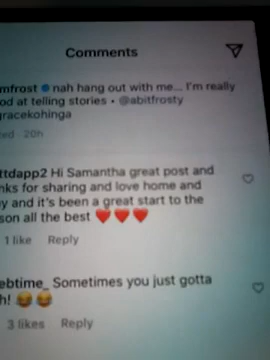 Comments
mfrost nah hang out with me... I'm really
od at telling stories • @abitfrosty
gracekohinga
ed · 20h
ttdapp2 Hi Samantha great post and
nks for sharing and love home and
y and it's been a great start to the
son all the best ❤️❤️❤️
1 like Reply
ebtime_ Sometimes you just gotta
h! 😂😂
3 likes Reply